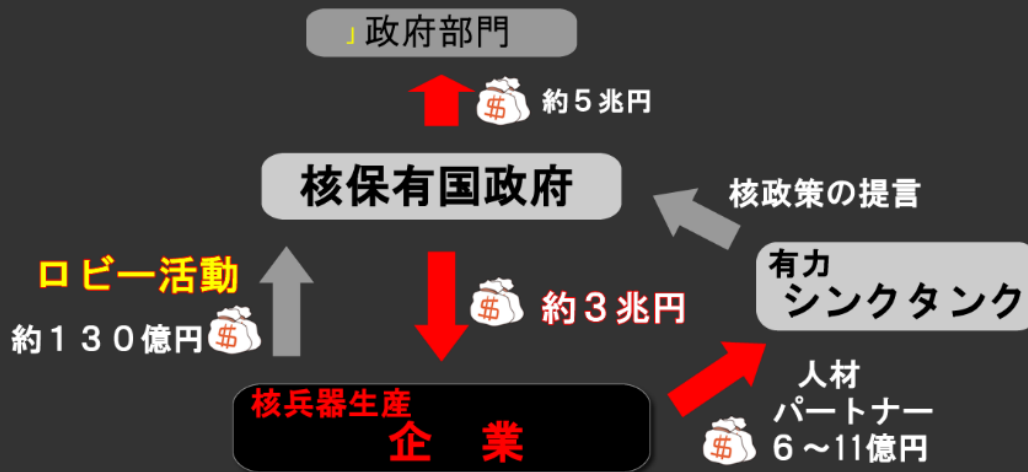 」政府部門
約５兆円
核保有国政府
核政策の提言
ロビー活動
約１３０億円
約３兆円
有力
シンクタンク
核兵器生産
企　業
人材
パートナー
６～11億円